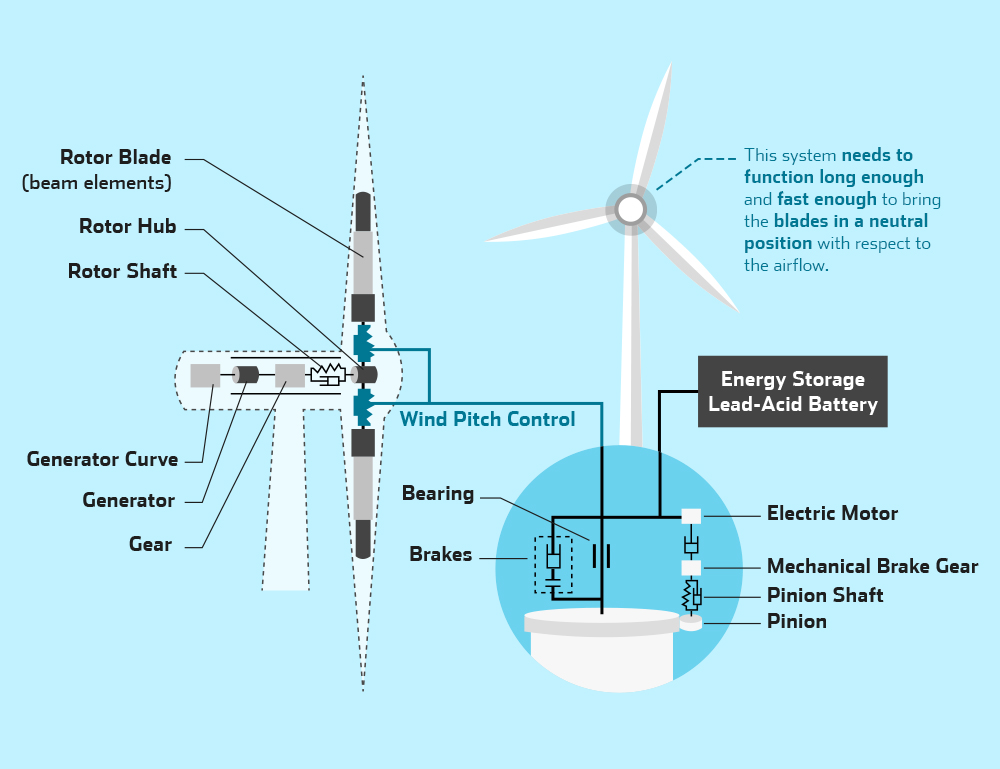 Rotor Blade
(beam elements)
Rotor Hub
Rotor Shaft
Generator Curve
Generator
Gear
Wind Pitch Control
This system needs to
function long enough
and fast enough to bring
the blades in a neutral
position with respect to
the airflow.
Energy Storage
Lead-Acid Battery
Bearing
Brakes
Electric Motor
Mechanical Brake Gear
Pinion Shaft
Pinion